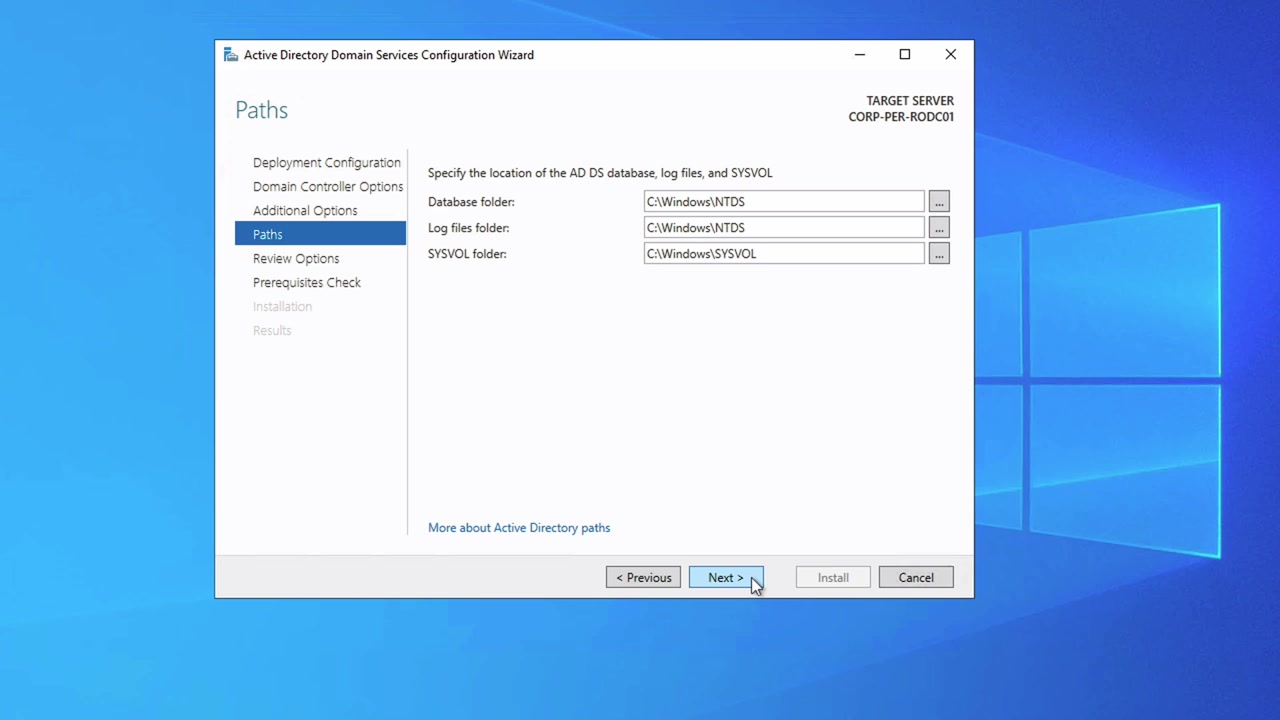 Active Directory Domain Services Configuration Wizard
Paths
TARGET SERVER
CORP-PER-RODC01
Deployment Configuration
Domain Controller Options
Additional Options
Paths
Review Options
Prerequisites Check
Installation
Results
Specify the location of the AD DS database, log files, and SYSVOL
Database folder: C:\Windows\NTDS ...
Log files folder: C:\Windows\NTDS ...
SYSVOL folder: C:\Windows\SYSVOL ...
More about Active Directory paths
< Previous Next > Install Cancel